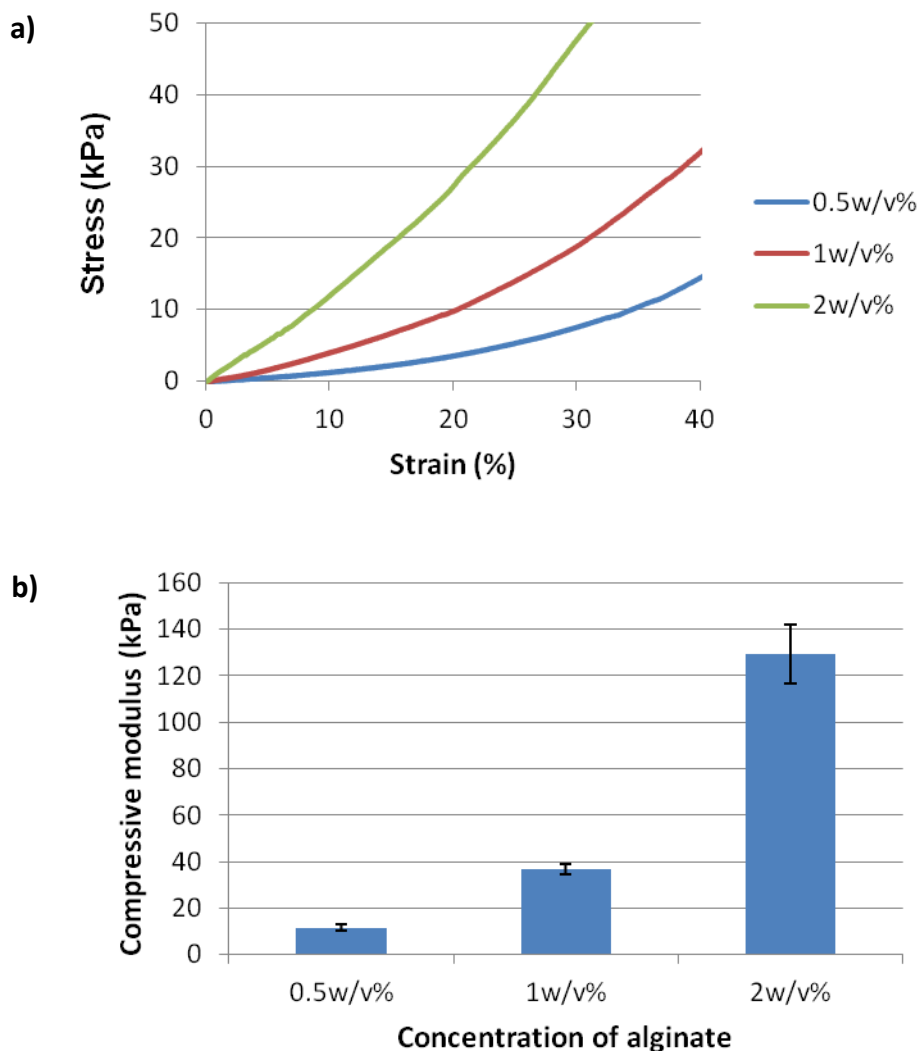 a)
Stress (kPa)
50
40
30
20
10
0
0 10 20 30 40
Strain (%)
0.5w/v%
1w/v%
2w/v%
b)
Compressive modulus (kPa)
160
140
120
100
80
60
40
20
0
0.5w/v% 1w/v% 2w/v%
Concentration of alginate